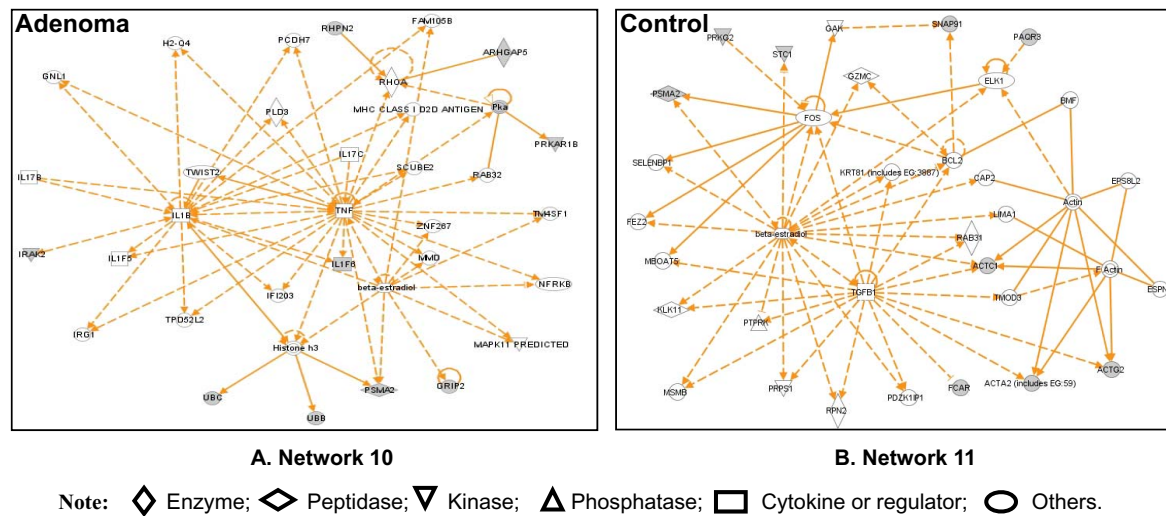 Adenoma
FAM105B
RHPN2
H2-Q4
PCDH7
ARHGAP5
GNL1
RHOA
PLD3
MHC CLASS I D2D ANTIGEN
Pka
PRKAR1B
IL17C
IL17B
TWIST2
SCUBE2
RAB32
IL1B
TNF
TM4SF1
ZNF267
IRAK2
IL1F5
IL1F6
MMD
NFRKB
beta-estradiol
IFI203
TPD52L2
IRG1
Histone h3
MAPK11 PREDICTED
UBC
PSMA2
GRIP2
UBB
Control
PRKG2
GAK
SNAP91
STC1
PAQR3
GZMC
PSMA2
ELK1
BMF
FOS
SELENBP1
BCL2
KRT81 (includes EG:3887)
CAP2
EPS8L2
Actin
FEZ2
LIMA1
beta-estradiol
RAB31
MBOAT5
ACTC1
F Actin
ESPN
TGFB1
TMOD3
KLK11
PTPRK
MSMB
PRPS1
RPN2
PDZK1IP1
FCAR
ACTA2 (includes EG:59)
ACTG2
A. Network 10
B. Network 11
Note: Enzyme; Peptidase; Kinase; Phosphatase; Cytokine or regulator; Others.